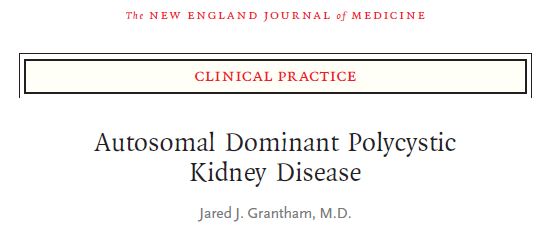 The NEW ENGLAND JOURNAL of MEDICINE
CLINICAL PRACTICE
Autosomal Dominant Polycystic
Kidney Disease
Jared J. Grantham, M.D.